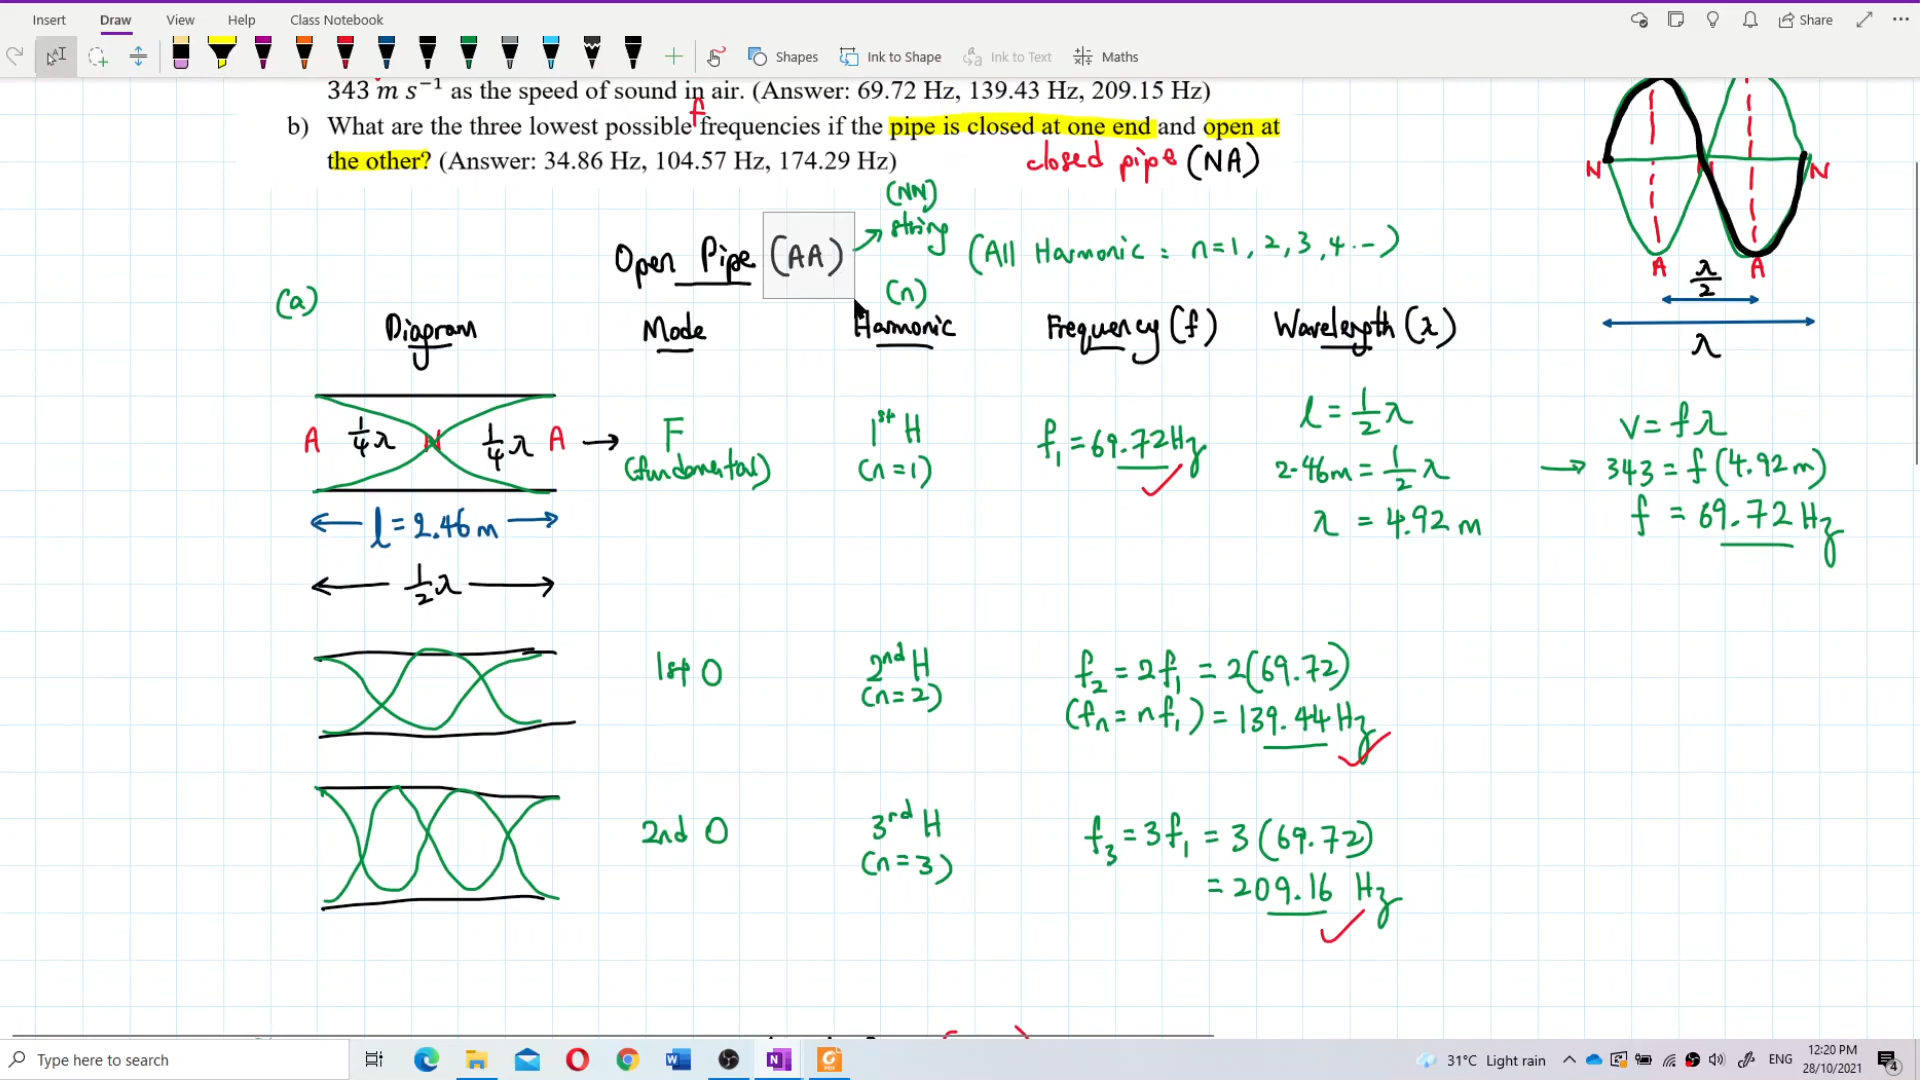 Insert Draw View Help Class Notebook Share
Shapes Ink to Shape Ink to Text Maths
343 m s⁻¹ as the speed of sound in air. (Answer: 69.72 Hz, 139.43 Hz, 209.15 Hz)
f
b) What are the three lowest possible frequencies if the pipe is closed at one end and open at
the other? (Answer: 34.86 Hz, 104.57 Hz, 174.29 Hz) closed pipe (NA)
N N
(NN)
string
Open Pipe (AA) (All Harmonic : n=1, 2, 3, 4 ...)
A λ/2 A
λ
(a) (n)
Diagram Mode Harmonic Frequency (f) Wavelength (λ)
A 1/4 λ N 1/4 λ A → F 1st H f₁ = 69.72Hz l = 1/2 λ v = fλ
(fundamental) (n=1) 2.46m = 1/2 λ → 343 = f (4.92 m)
l = 2.46 m λ = 4.92 m f = 69.72 Hz
1/2 λ
1st O 2nd H f₂ = 2f₁ = 2(69.72)
(n=2) (fn = nf₁) = 139.44 Hz
2nd O 3rd H f₃ = 3f₁ = 3 (69.72)
(n=3) = 209.16 Hz
Type here to search 31°C Light rain ENG 12:20 PM
28/10/2021 4